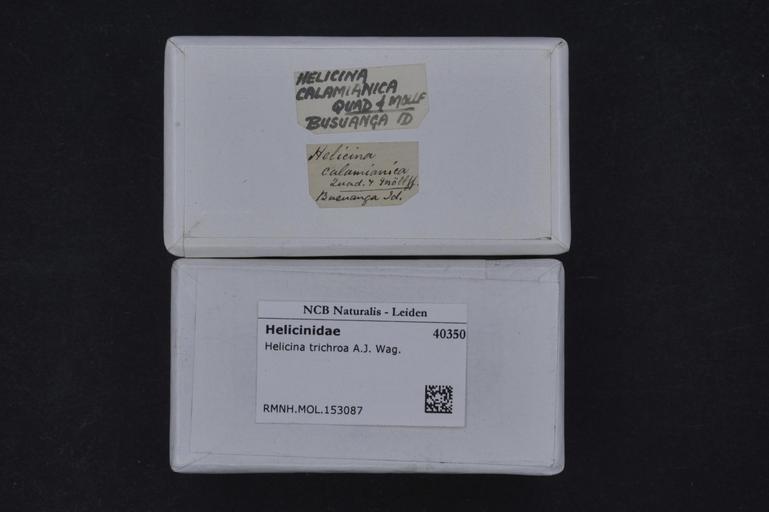 HELICINA
CALAMIANICA
QUAD & MOLLF
BUSUANGA ID
Helicina
calamianica
Quad. & Möllff.
Busuanga Id.
NCB Naturalis - Leiden
Helicinidae 40350
Helicina trichroa A.J. Wag.
RMNH.MOL.153087